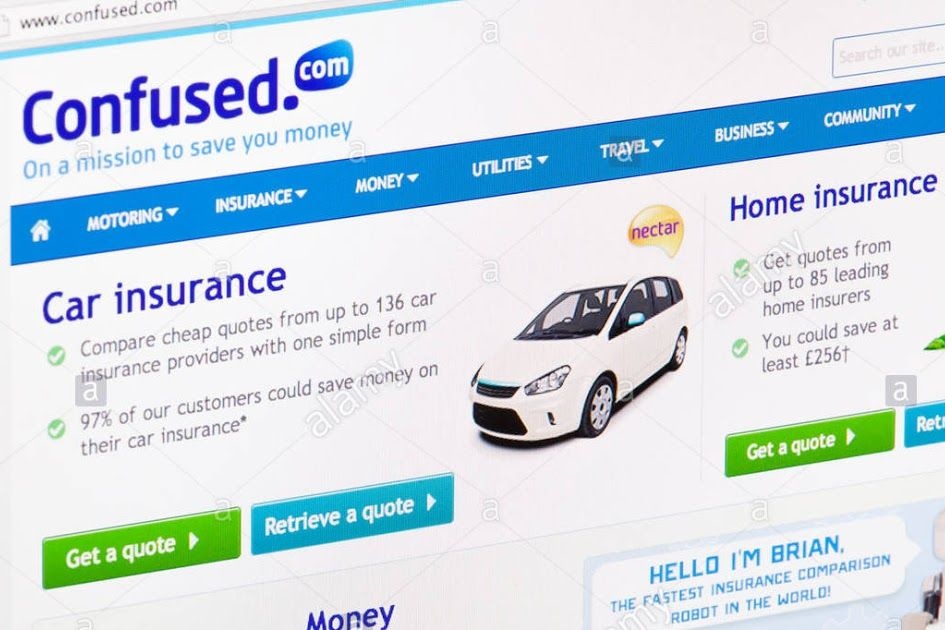 www.confused.com
Confused.com
On a mission to save you money
Search our site...
MOTORING
INSURANCE
MONEY
UTILITIES
TRAVEL
BUSINESS
COMMUNITY
Car insurance
Compare cheap quotes from up to 136 car
insurance providers with one simple form
97% of our customers could save money on
their car insurance*
Get a quote
Retrieve a quote
nectar
Home insurance
Get quotes from
up to 85 leading
home insurers
You could save at
least £256†
Get a quote
Retr
Money
HELLO I'M BRIAN,
THE FASTEST INSURANCE COMPARISON
ROBOT IN THE WORLD!
alamy
alamy
alamy
a
a